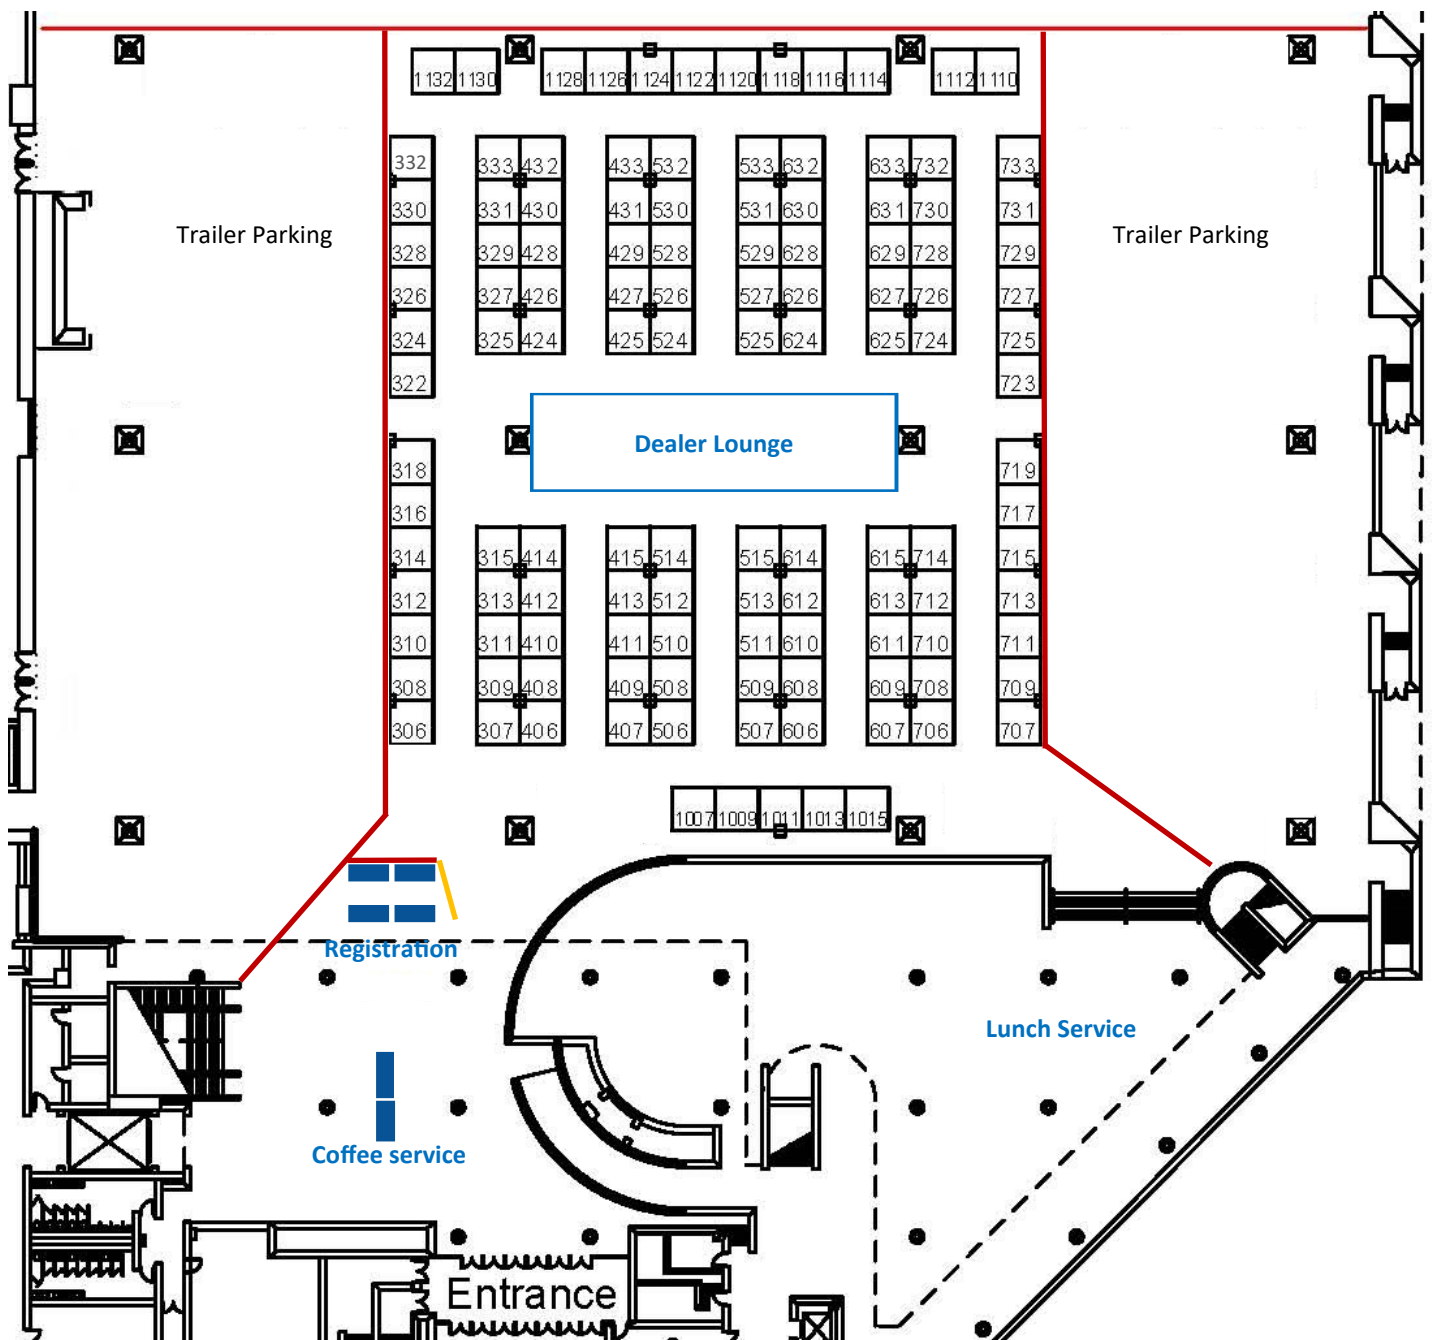 1132 1130 1128 1126 1124 1122 1120 1118 1116 1114 1112 1110
332 333 432 433 532 533 632 633 732 733
330 331 430 431 530 531 630 631 730 731
Trailer Parking Trailer Parking
328 329 428 429 528 529 628 629 728 729
326 327 426 427 526 527 626 627 726 727
324 325 424 425 524 525 624 625 724 725
322 723
Dealer Lounge
318 719
316 717
314 315 414 415 514 515 614 615 714 715
312 313 412 413 512 513 612 613 712 713
310 311 410 411 510 511 610 611 710 711
308 309 408 409 508 509 608 609 708 709
306 307 406 407 506 507 606 607 706 707
1007 1009 1011 1013 1015
Registration
Lunch Service
Coffee service
Entrance